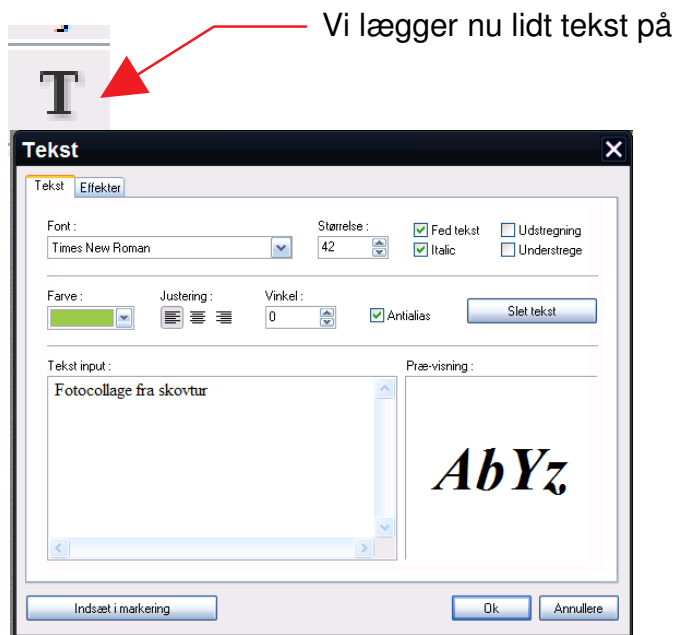 Vi lægger nu lidt tekst på
T
Tekst
Tekst Effekter
Font : Størrelse :
Times New Roman 42 Fed tekst Udstregning
Italic Understrege
Farve : Justering : Vinkel :
0 Antialias Slet tekst
Tekst input : Præ-visning :
Fotocollage fra skovtur
AbYz
Indsæt i markering Ok Annullere